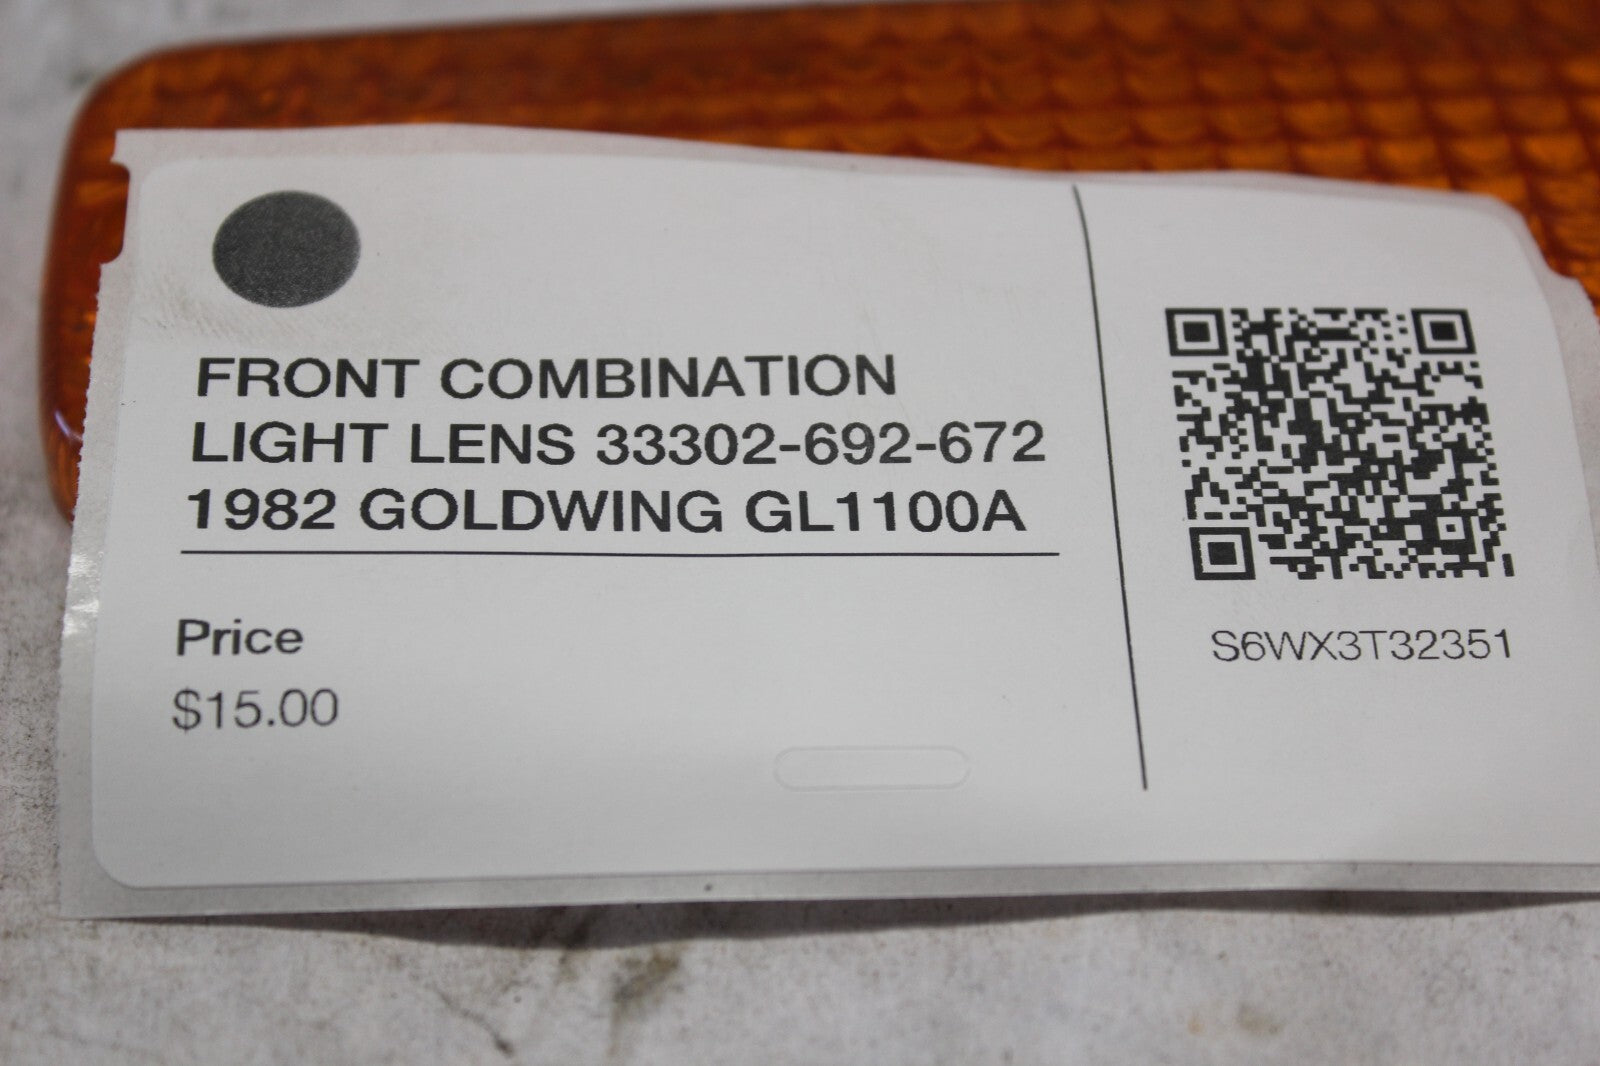 FRONT COMBINATION
LIGHT LENS 33302-692-672
1982 GOLDWING GL1100A
Price
$15.00
S6WX3T32351